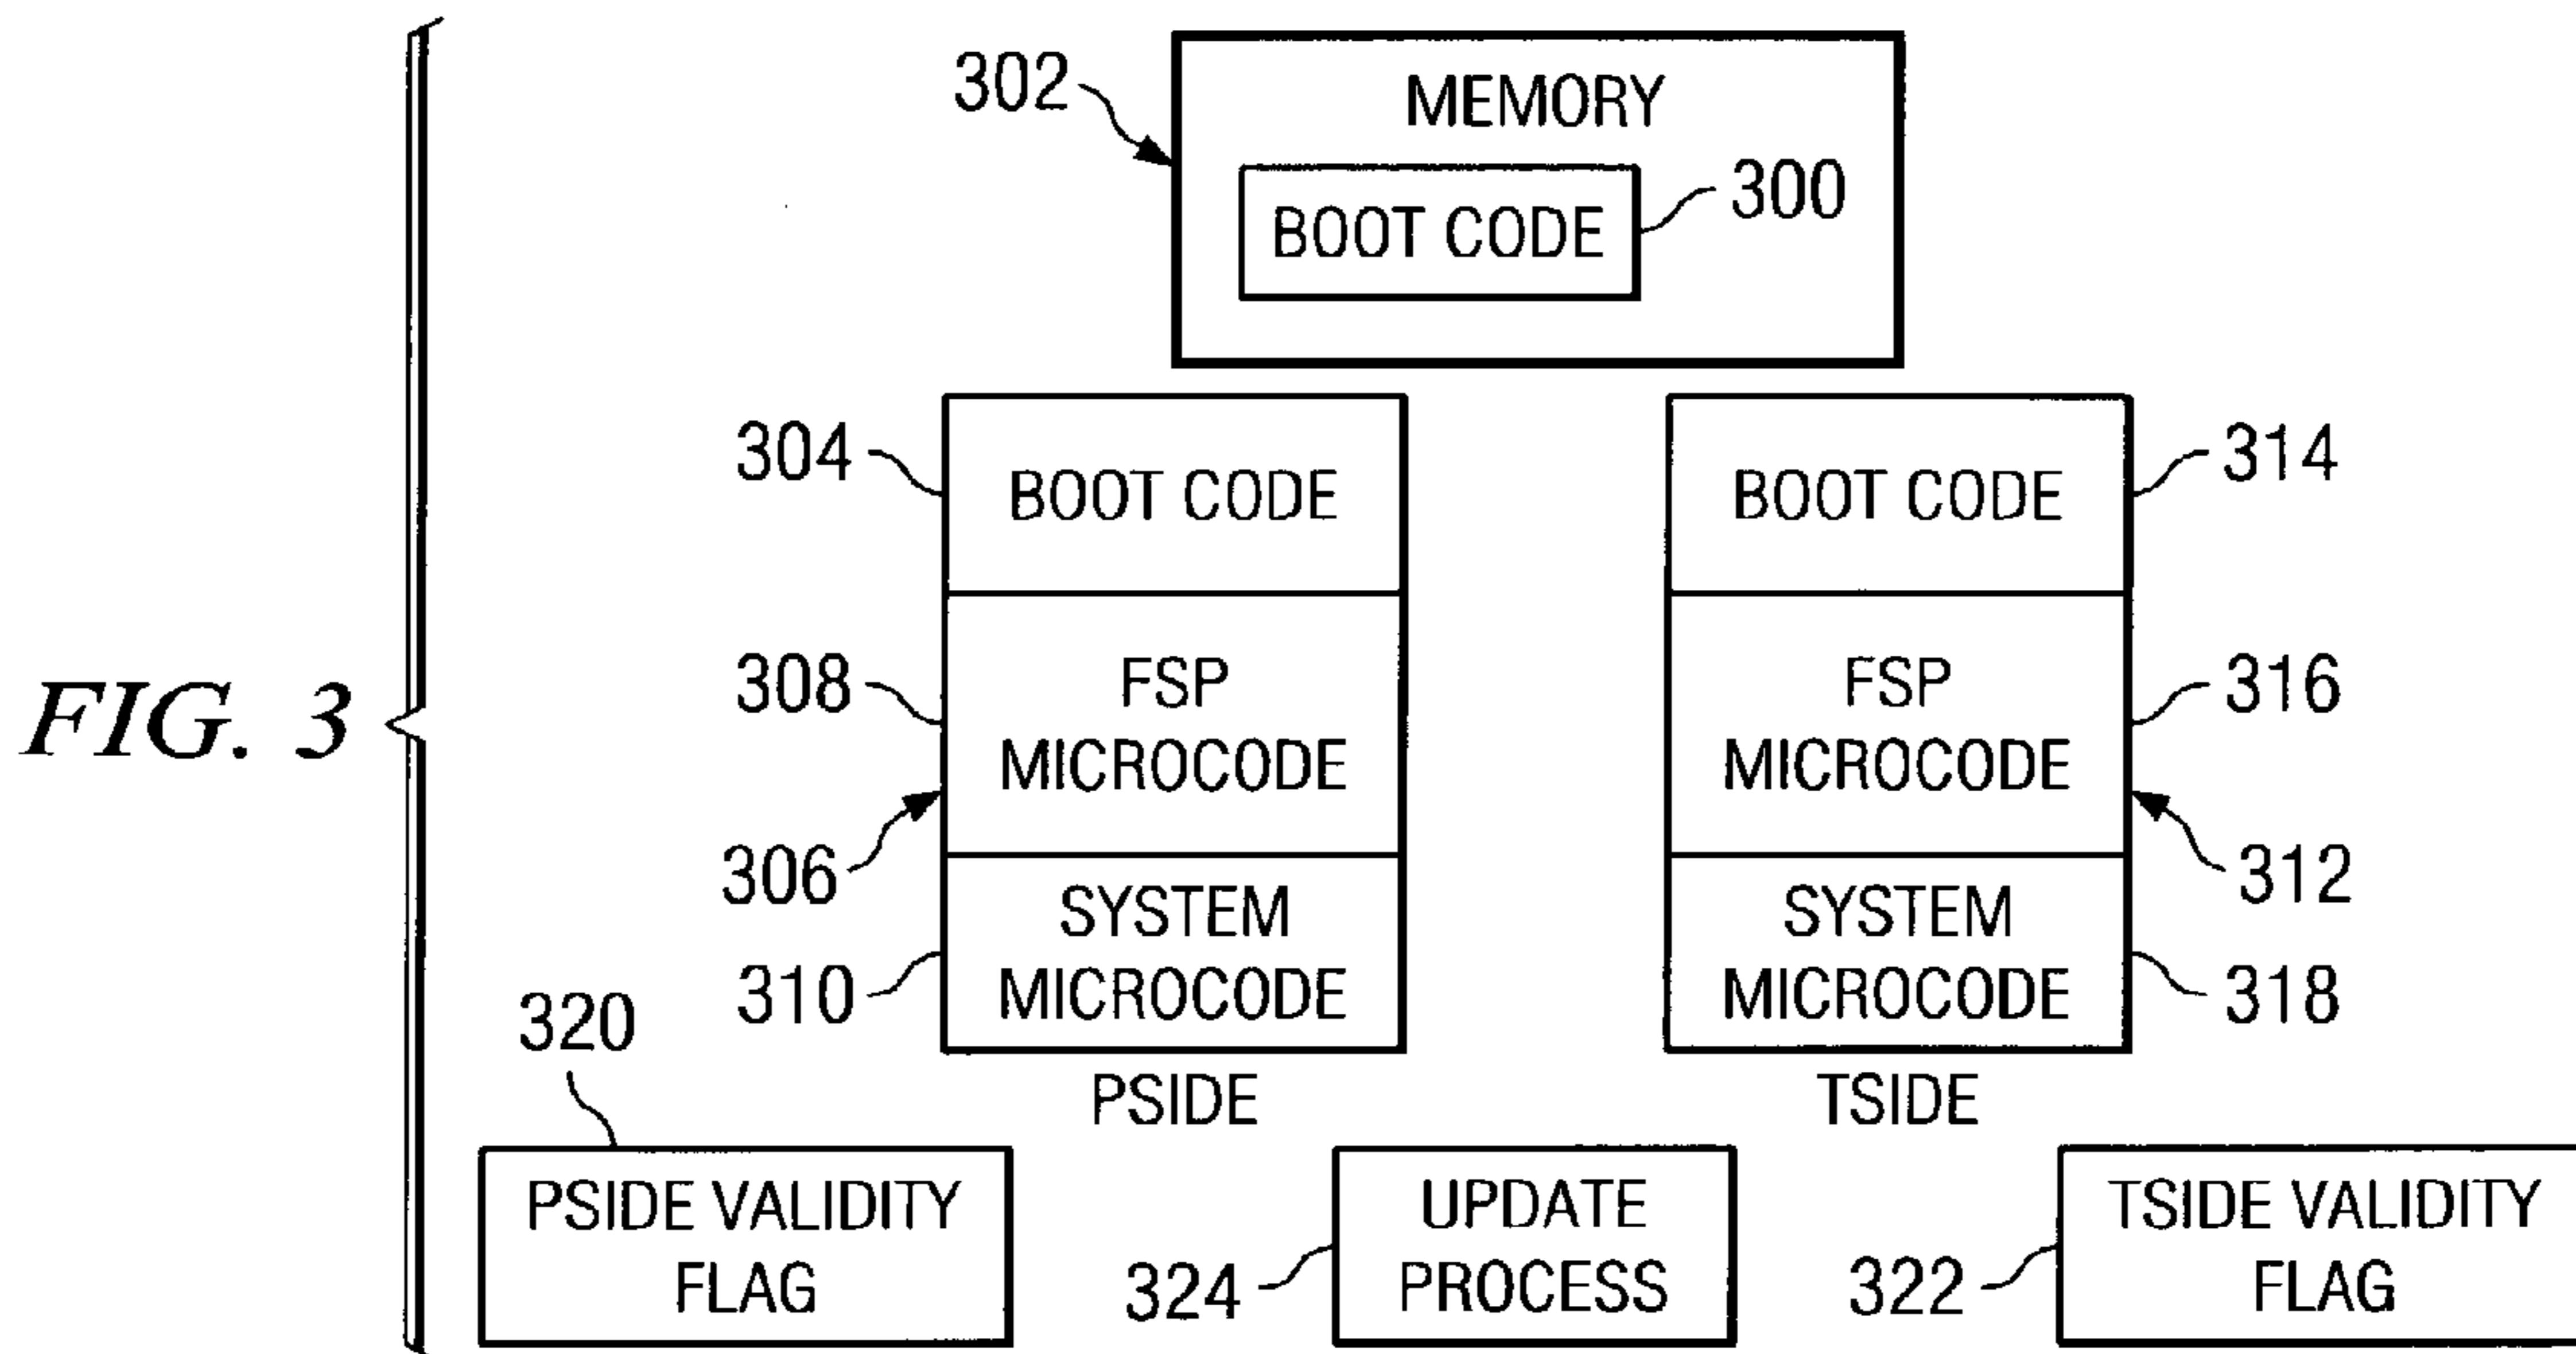 302
MEMORY
BOOT CODE
300
304
BOOT CODE
BOOT CODE
314
FIG. 3
308
FSP
MICROCODE
FSP
MICROCODE
316
306
312
310
SYSTEM
MICROCODE
SYSTEM
MICROCODE
318
320
PSIDE
TSIDE
PSIDE VALIDITY
FLAG
324
UPDATE
PROCESS
322
TSIDE VALIDITY
FLAG